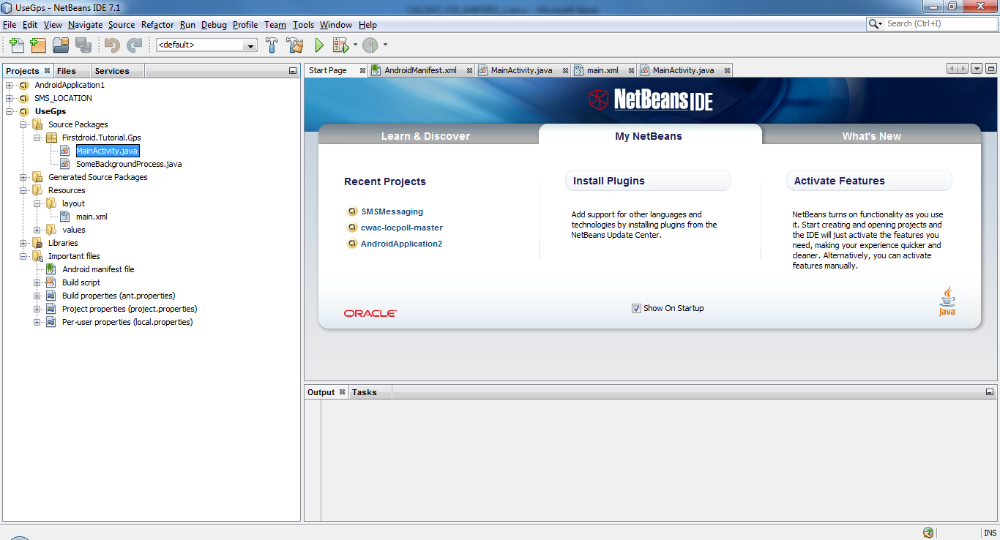 UseGps - NetBeans IDE 7.1
File Edit View Navigate Source Refactor Run Debug Profile Team Tools Window Help
Search (Ctrl+I)
<default>
Projects Files Services
AndroidApplication1
SMS_LOCATION
UseGps
Source Packages
Firstdroid.Tutorial.Gps
MainActivity.java
SomeBackgroundProcess.java
Generated Source Packages
Resources
layout
main.xml
values
Libraries
Important files
Android manifest file
Build script
Build properties (ant.properties)
Project properties (project.properties)
Per-user properties (local.properties)
Start Page AndroidManifest.xml MainActivity.java main.xml MainActivity.java
NetBeans IDE
Learn & Discover My NetBeans What's New
Recent Projects
SMSMessaging
cwac-locpoll-master
AndroidApplication2
Install Plugins
Add support for other languages and
technologies by installing plugins from the
NetBeans Update Center.
Activate Features
NetBeans turns on functionality as you use
it. Start creating and opening projects and
the IDE will just activate the features you
need, making your experience quicker and
cleaner. Alternatively, you can activate
features manually.
ORACLE
Show On Startup
Java
Output Tasks
INS